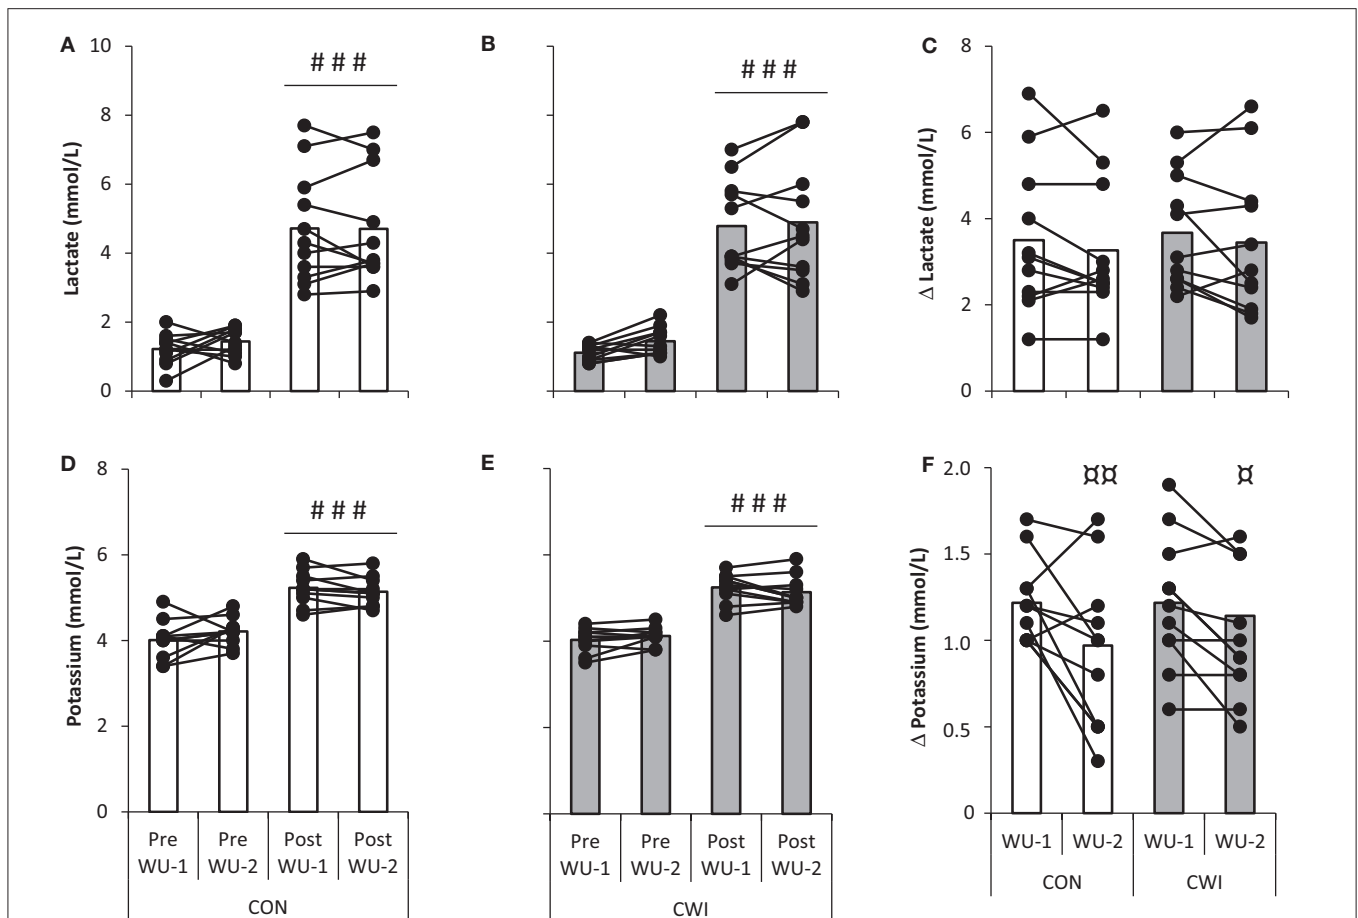 A
B
C
10
8
6
4
2
0
Lactate (mmol/L)
# # #
# # #
8
6
4
2
0
Δ Lactate (mmol/L)
D
E
F
8
6
4
2
0
Potassium (mmol/L)
# # #
# # #
2.0
1.5
1.0
0.5
0
Δ Potassium (mmol/L)
¤¤
¤
Pre WU-1
Pre WU-2
Post WU-1
Post WU-2
CON
Pre WU-1
Pre WU-2
Post WU-1
Post WU-2
CWI
WU-1
WU-2
WU-1
WU-2
CON
CWI